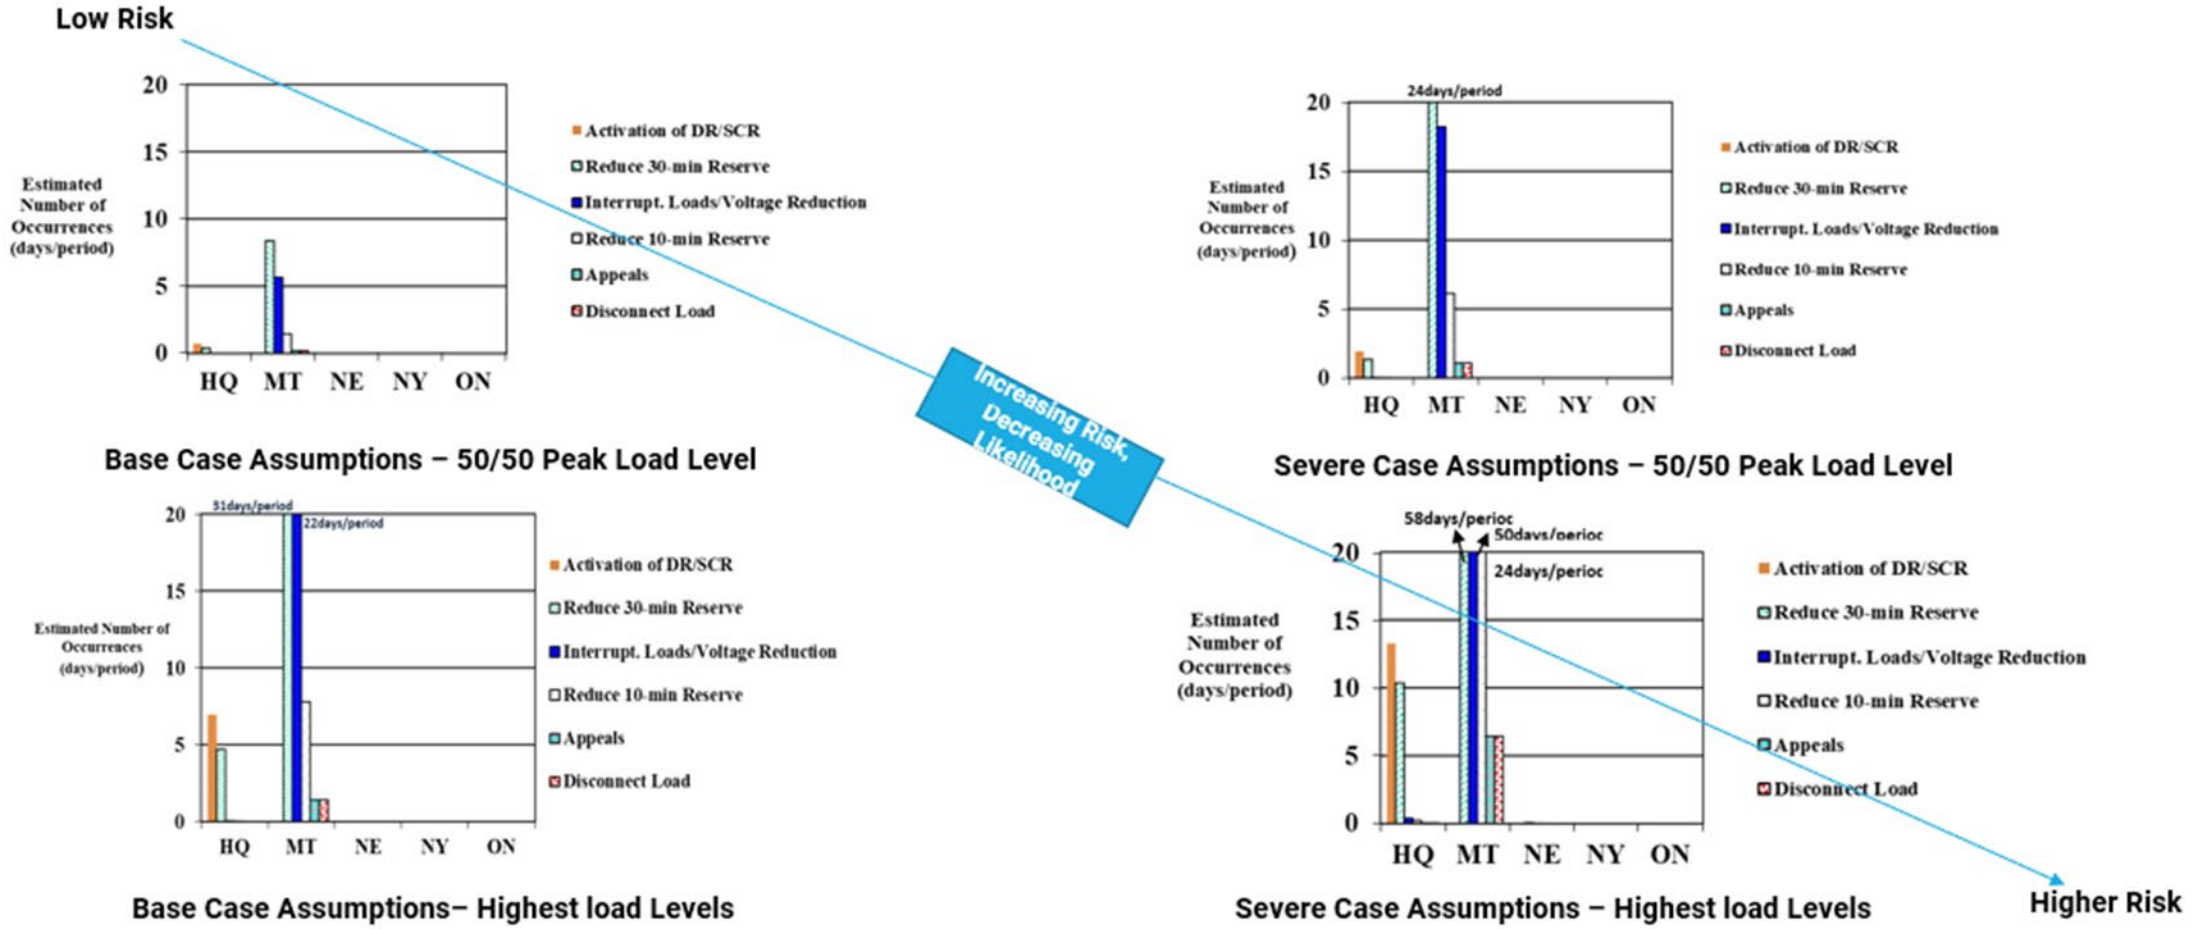 Low Risk
20
15
10
5
0
Estimated
Number of
Occurrences
(days/period)
HQ MT NE NY ON
Activation of DR/SCR
Reduce 30-min Reserve
Interrupt. Loads/Voltage Reduction
Reduce 10-min Reserve
Appeals
Disconnect Load
Base Case Assumptions – 50/50 Peak Load Level
24days/period
20
15
10
5
0
Estimated
Number of
Occurrences
(days/period)
HQ MT NE NY ON
Activation of DR/SCR
Reduce 30-min Reserve
Interrupt. Loads/Voltage Reduction
Reduce 10-min Reserve
Appeals
Disconnect Load
Severe Case Assumptions – 50/50 Peak Load Level
Increasing Risk,
Decreasing
Likelihood
31days/period
22days/period
20
15
10
5
0
Estimated Number of
Occurrences
(days/period)
HQ MT NE NY ON
Activation of DR/SCR
Reduce 30-min Reserve
Interrupt. Loads/Voltage Reduction
Reduce 10-min Reserve
Appeals
Disconnect Load
Base Case Assumptions– Highest load Levels
58days/perioc
50days/perioc
24days/perioc
20
15
10
5
0
Estimated
Number of
Occurrences
(days/period)
HQ MT NE NY ON
Activation of DR/SCR
Reduce 30-min Reserve
Interrupt. Loads/Voltage Reduction
Reduce 10-min Reserve
Appeals
Disconnect Load
Severe Case Assumptions – Highest load Levels
Higher Risk